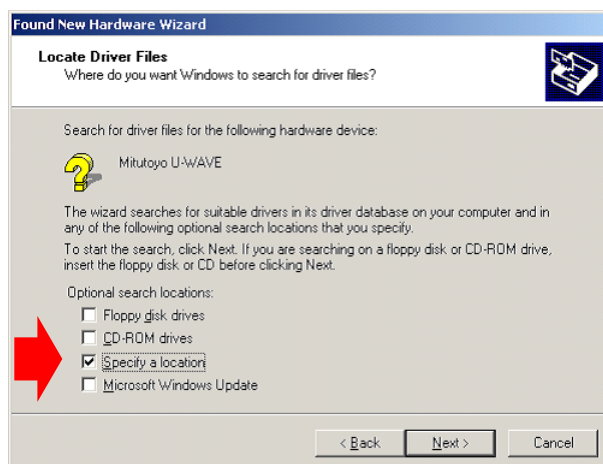 Found New Hardware Wizard
Locate Driver Files
Where do you want Windows to search for driver files?
Search for driver files for the following hardware device:
Mitutoyo U-WAVE
The wizard searches for suitable drivers in its driver database on your computer and in
any of the following optional search locations that you specify.
To start the search, click Next. If you are searching on a floppy disk or CD-ROM drive,
insert the floppy disk or CD before clicking Next.
Optional search locations:
Floppy disk drives
CD-ROM drives
Specify a location
Microsoft Windows Update
< Back
Next >
Cancel